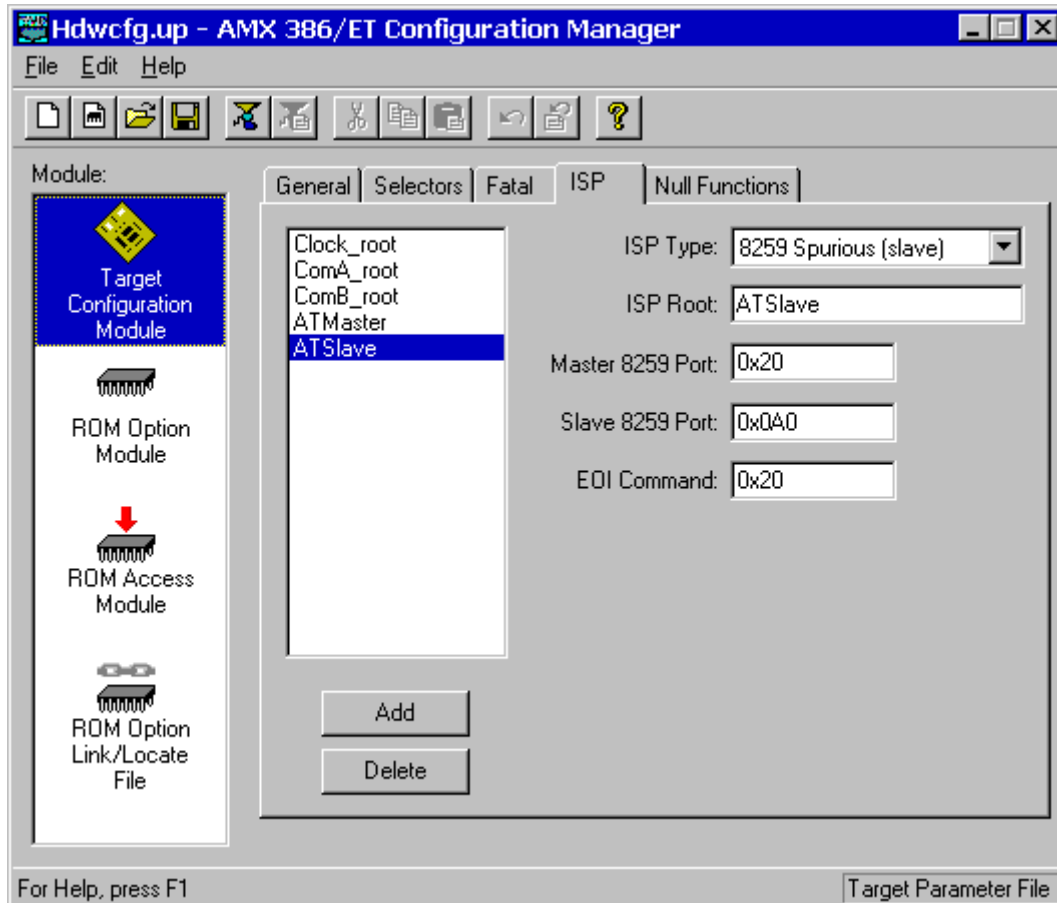 Hdwcfg.up - AMX 386/ET Configuration Manager
File Edit Help
Module:
Target
Configuration
Module
ROM Option
Module
ROM Access
Module
ROM Option
Link/Locate
File
General Selectors Fatal ISP Null Functions
Clock_root
ComA_root
ComB_root
ATMaster
ATSlave
ISP Type: 8259 Spurious (slave)
ISP Root: ATSlave
Master 8259 Port: 0x20
Slave 8259 Port: 0x0A0
EOI Command: 0x20
Add
Delete
For Help, press F1
Target Parameter File